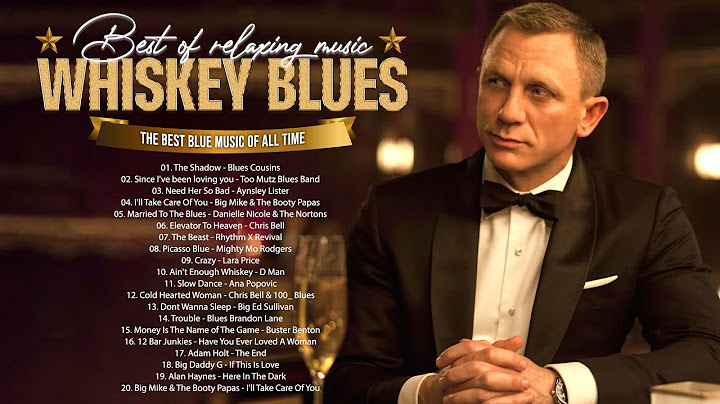 Best of relaxing music
WHISKEY BLUES
THE BEST BLUE MUSIC OF ALL TIME
01. The Shadow - Blues Cousins
02. Since I've been loving you - Too Mutz Blues Band
03. Need Her So Bad - Aynsley Lister
04. I'll Take Care Of You - Big Mike & The Booty Papas
05. Married To The Blues - Danielle Nicole & The Nortons
06. Elevator To Heaven - Chris Bell
07. The Beast - Rhythm X Revival
08. Picasso Blue - Mighty Mo Rodgers
09. Crazy - Lara Price
10. Ain't Enough Whiskey - D Man
11. Slow Dance - Ana Popovic
12. Cold Hearted Woman - Chris Bell & 100_ Blues
13. Dont Wanna Sleep - Big Ed Sullivan
14. Trouble - Blues Brandon Lane
15. Money Is The Name of The Game - Buster Benton
16. 12 Bar Junkies - Have You Ever Loved A Woman
17. Adam Holt - The End
18. Big Daddy G - If This Is Love
19. Alan Haynes - Here In The Dark
20. Big Mike & The Booty Papas - I'll Take Care Of You